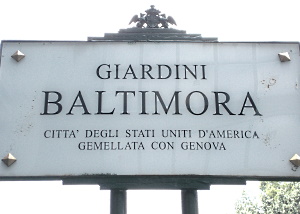 GIARDINI
BALTIMORA
CITTA' DEGLI STATI UNITI D'AMERICA
GEMELLATA CON GENOVA